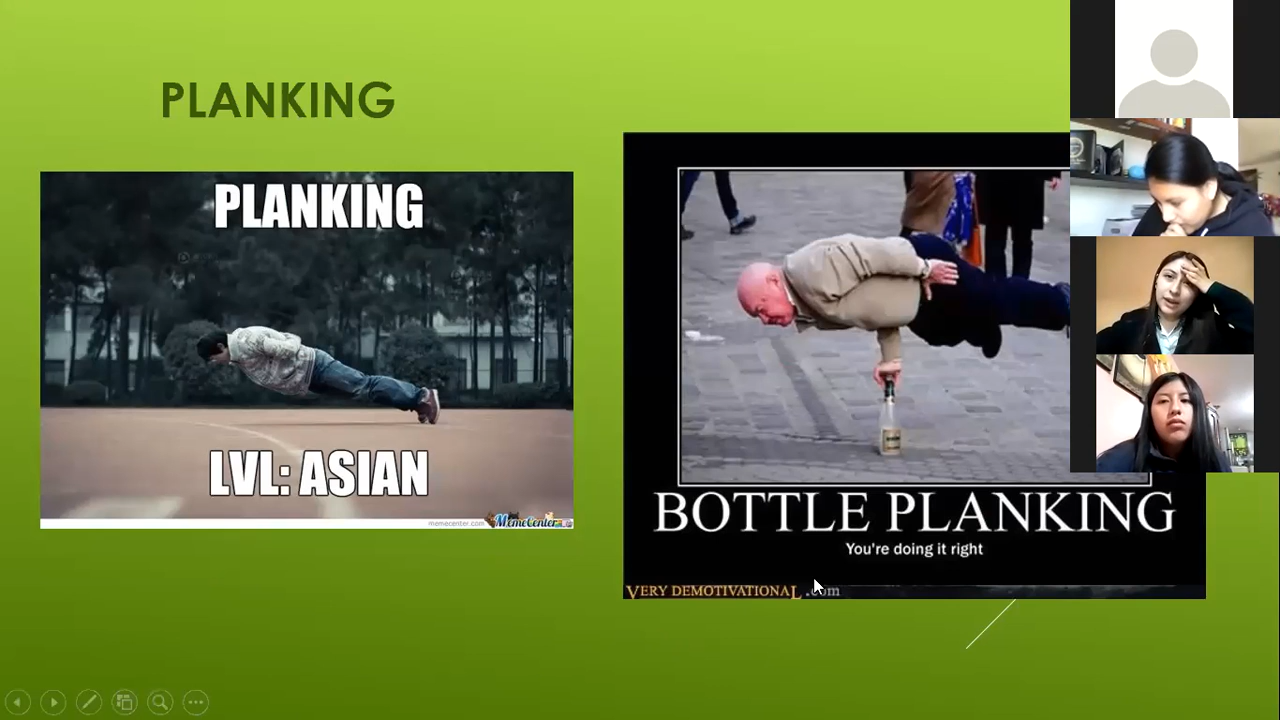 PLANKING
PLANKING
LVL: ASIAN
memecenter.com MemeCenter
BOTTLE PLANKING
You're doing it right
VERY DEMOTIVATIONAL .com